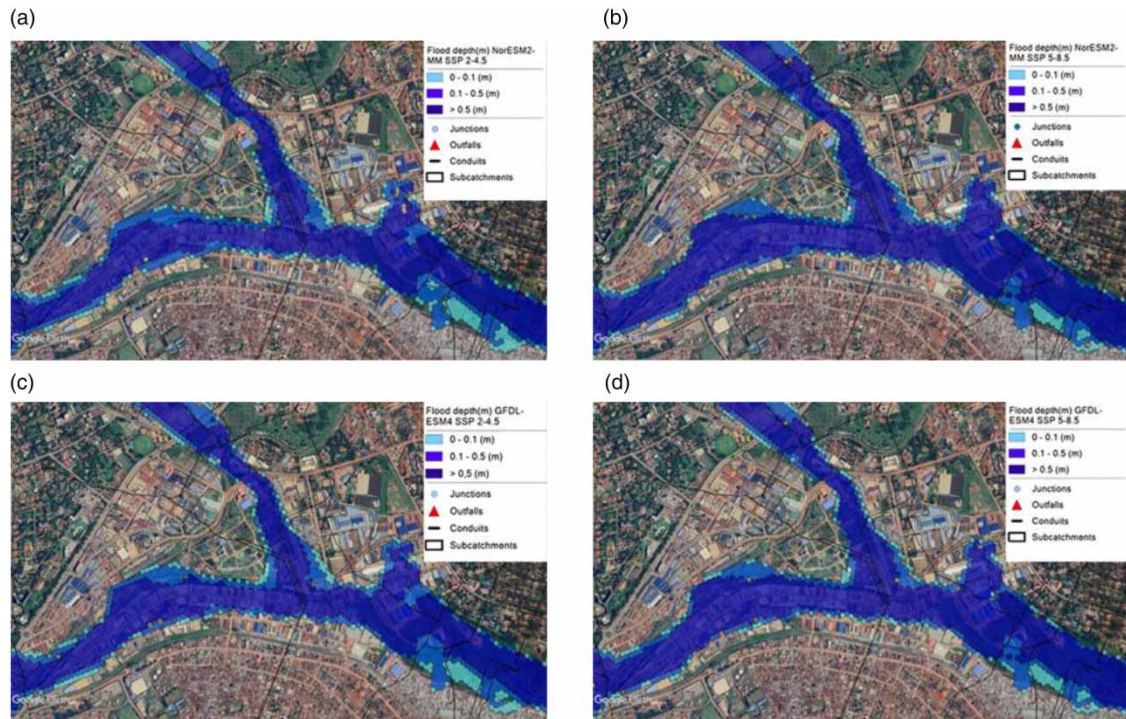 (a)
Flood depth(m) NorESM2-
MM SSP 2-4.5
0 - 0.1 (m)
0.1 - 0.5 (m)
> 0.5 (m)
Junctions
Outfalls
Conduits
Subcatchments
Google Earth
(b)
Flood depth(m) NorESM2-
MM SSP 5-8.5
0 - 0.1 (m)
0.1 - 0.5 (m)
> 0.5 (m)
Junctions
Outfalls
Conduits
Subcatchments
Google Earth
(c)
Flood depth(m) GFDL-
ESM4 SSP 2-4.5
0 - 0.1 (m)
0.1 - 0.5 (m)
> 0,5 (m)
Junctions
Outfalls
Conduits
Subcatchments
Google Earth
(d)
Flood depth(m) GFDL-
ESM4 SSP 5-8.5
0 - 0.1 (m)
0.1 - 0.5 (m)
> 0.5 (m)
Junctions
Outfalls
Conduits
Subcatchments
Google Earth